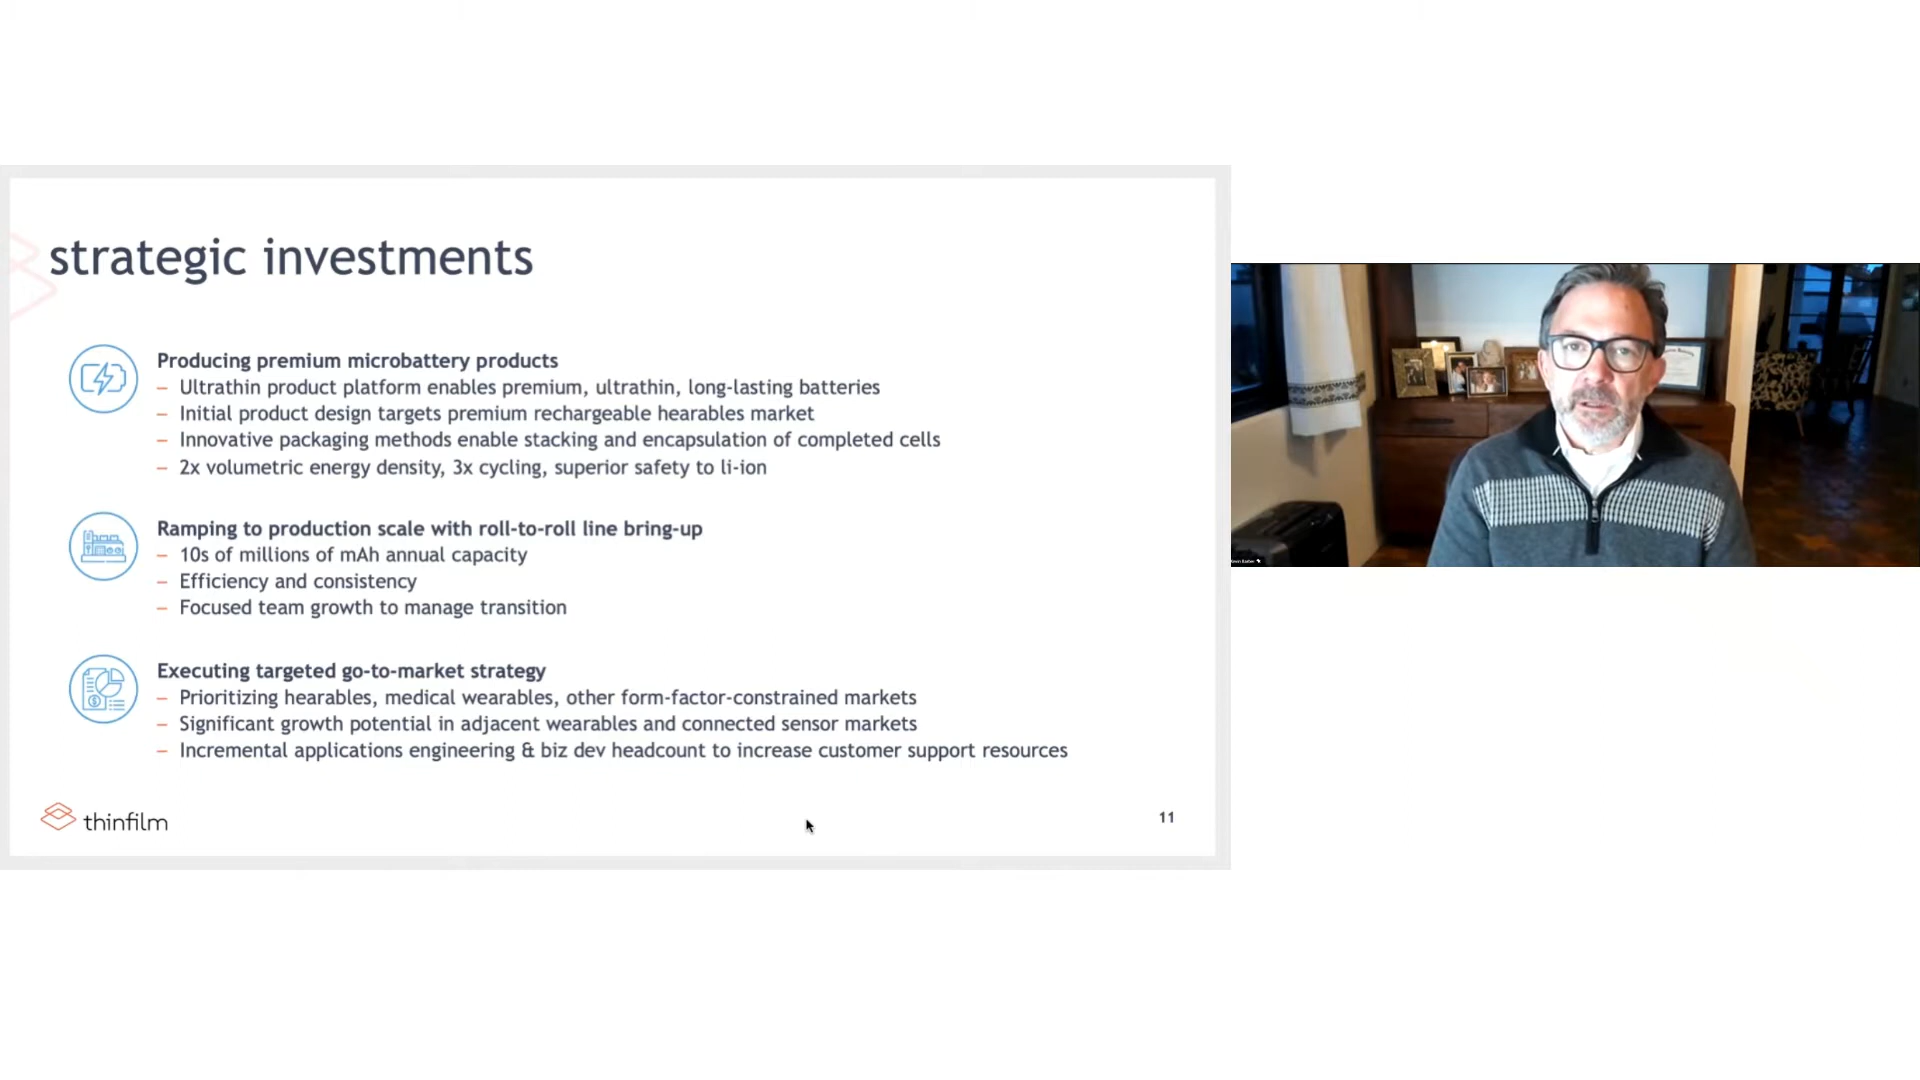 strategic investments
Producing premium microbattery products
– Ultrathin product platform enables premium, ultrathin, long-lasting batteries
– Initial product design targets premium rechargeable hearables market
– Innovative packaging methods enable stacking and encapsulation of completed cells
– 2x volumetric energy density, 3x cycling, superior safety to li-ion
Ramping to production scale with roll-to-roll line bring-up
– 10s of millions of mAh annual capacity
– Efficiency and consistency
– Focused team growth to manage transition
Executing targeted go-to-market strategy
– Prioritizing hearables, medical wearables, other form-factor-constrained markets
– Significant growth potential in adjacent wearables and connected sensor markets
– Incremental applications engineering & biz dev headcount to increase customer support resources
thinfilm
11
Kevin Barber